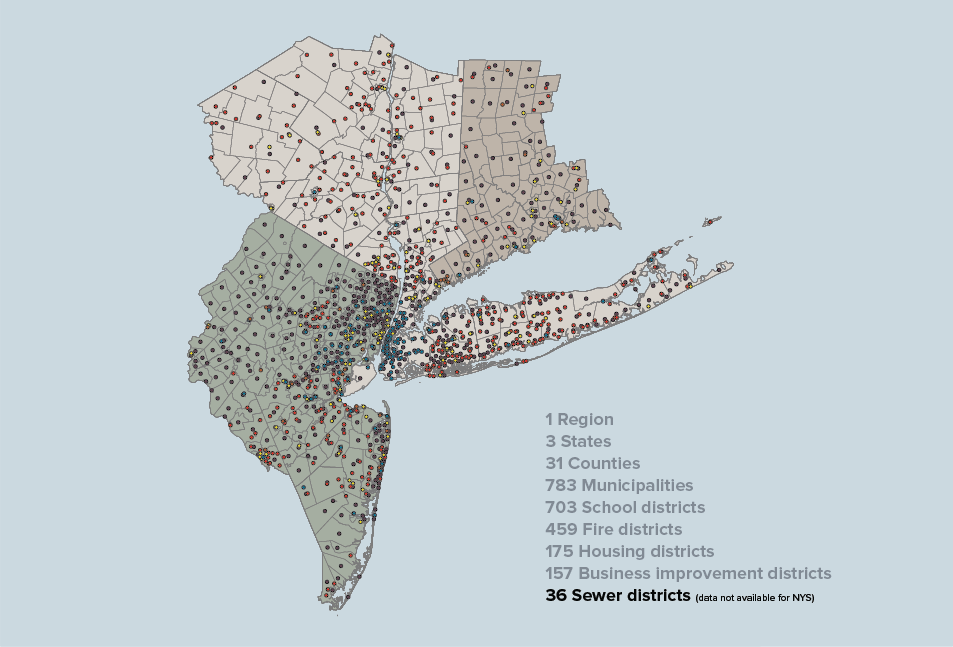 1 Region
3 States
31 Counties
783 Municipalities
703 School districts
459 Fire districts
175 Housing districts
157 Business improvement districts
36 Sewer districts (data not available for NYS)